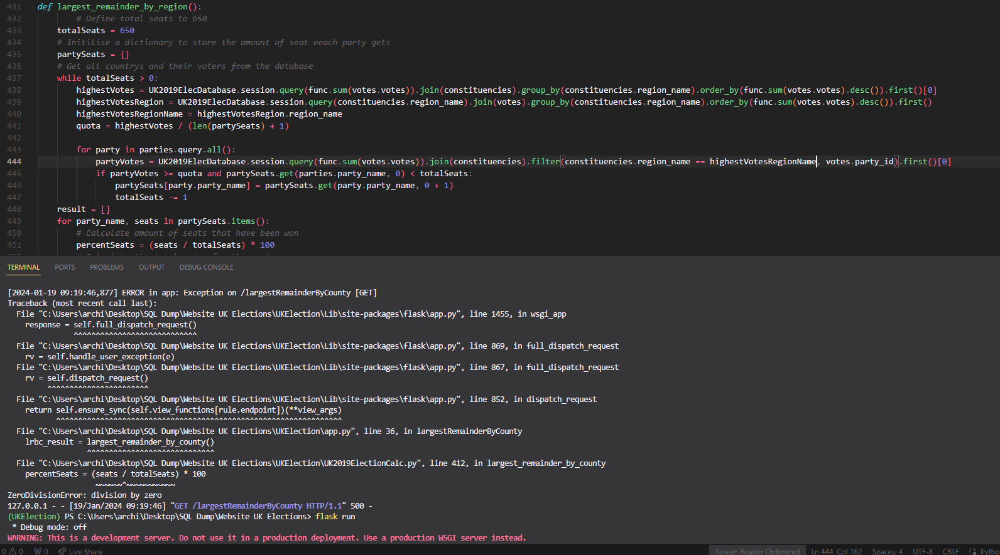 431 def largest_remainder_by_region():
432 # Define total seats to 650
433 totalSeats = 650
434 # Initilise a dictionary to store the amount of seat eeach party gets
435 partySeats = {}
436 # Get all countrys and their voters from the database
437 while totalSeats > 0:
438 highestVotes = UK2019ElecDatabase.session.query(func.sum(votes.votes)).join(constituencies).group_by(constituencies.region_name).order_by(func.sum(votes.votes).desc()).first()[0]
439 highestVotesRegion = UK2019ElecDatabase.session.query(constituencies.region_name).join(votes).group_by(constituencies.region_name).order_by(func.sum(votes.votes).desc()).first()
440 highestVotesRegionName = highestVotesRegion.region_name
441 quota = highestVotes / (len(partySeats) + 1)
442
443 for party in parties.query.all():
444 partyVotes = UK2019ElecDatabase.session.query(func.sum(votes.votes)).join(constituencies).filter(constituencies.region_name == highestVotesRegionName, votes.party_id).first()[0]
445 if partyVotes >= quota and partySeats.get(parties.party_name, 0) < totalSeats:
446 partySeats[party.party_name] = partySeats.get(party.party_name, 0 + 1)
447 totalSeats -= 1
448 result = []
449 for party_name, seats in partySeats.items():
450 # Calculate amount of seats that have been won
451 percentSeats = (seats / totalSeats) * 100
TERMINAL PORTS PROBLEMS OUTPUT DEBUG CONSOLE
[2024-01-19 09:19:46,877] ERROR in app: Exception on /largestRemainderByCounty [GET]
Traceback (most recent call last):
File "C:\Users\archi\Desktop\SQL Dump\Website UK Elections\UKElection\Lib\site-packages\flask\app.py", line 1455, in wsgi_app
response = self.full_dispatch_request()
^^^^^^^^^^^^^^^^^^^^^^^^^^^^
File "C:\Users\archi\Desktop\SQL Dump\Website UK Elections\UKElection\Lib\site-packages\flask\app.py", line 869, in full_dispatch_request
rv = self.handle_user_exception(e)
File "C:\Users\archi\Desktop\SQL Dump\Website UK Elections\UKElection\Lib\site-packages\flask\app.py", line 867, in full_dispatch_request
rv = self.dispatch_request()
^^^^^^^^^^^^^^^^^^^^^^^
File "C:\Users\archi\Desktop\SQL Dump\Website UK Elections\UKElection\Lib\site-packages\flask\app.py", line 852, in dispatch_request
return self.ensure_sync(self.view_functions[rule.endpoint])(**view_args)
^^^^^^^^^^^^^^^^^^^^^^^^^^^^^^^^^^^^^^^^^^^^^^^^^^^^^^^^^^^^^^^^^
File "C:\Users\archi\Desktop\SQL Dump\Website UK Elections\UKElection\app.py", line 36, in largestRemainderByCounty
lrbc_result = largest_remainder_by_county()
^^^^^^^^^^^^^^^^^^^^^^^^^^^^^
File "C:\Users\archi\Desktop\SQL Dump\Website UK Elections\UKElection\UK2019ElectionCalc.py", line 412, in largest_remainder_by_county
percentSeats = (seats / totalSeats) * 100
~~~~~~^~~~~~~~~~~~
ZeroDivisionError: division by zero
127.0.0.1 - - [19/Jan/2024 09:19:46] "GET /largestRemainderByCounty HTTP/1.1" 500 -
(UKElection) PS C:\Users\archi\Desktop\SQL Dump\Website UK Elections> flask run
* Debug mode: off
WARNING: This is a development server. Do not use it in a production deployment. Use a production WSGI server instead.
0 0 0 Live Share Screen Reader Optimized Ln 444, Col 162 Spaces: 4 UTF-8 CRLF {} Pytho